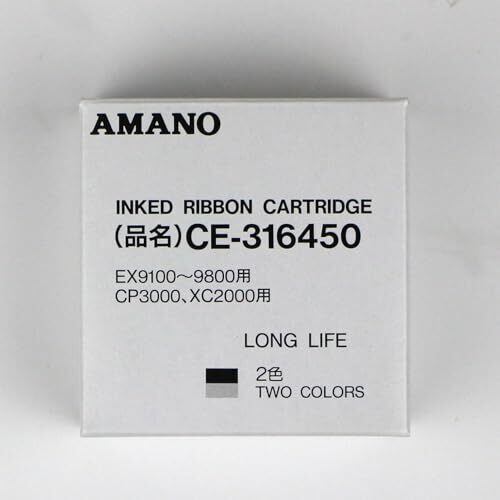 AMANO
INKED RIBBON CARTRIDGE
(品名)CE-316450
EX9100～9800用
CP3000、XC2000用
LONG LIFE
2色
TWO COLORS